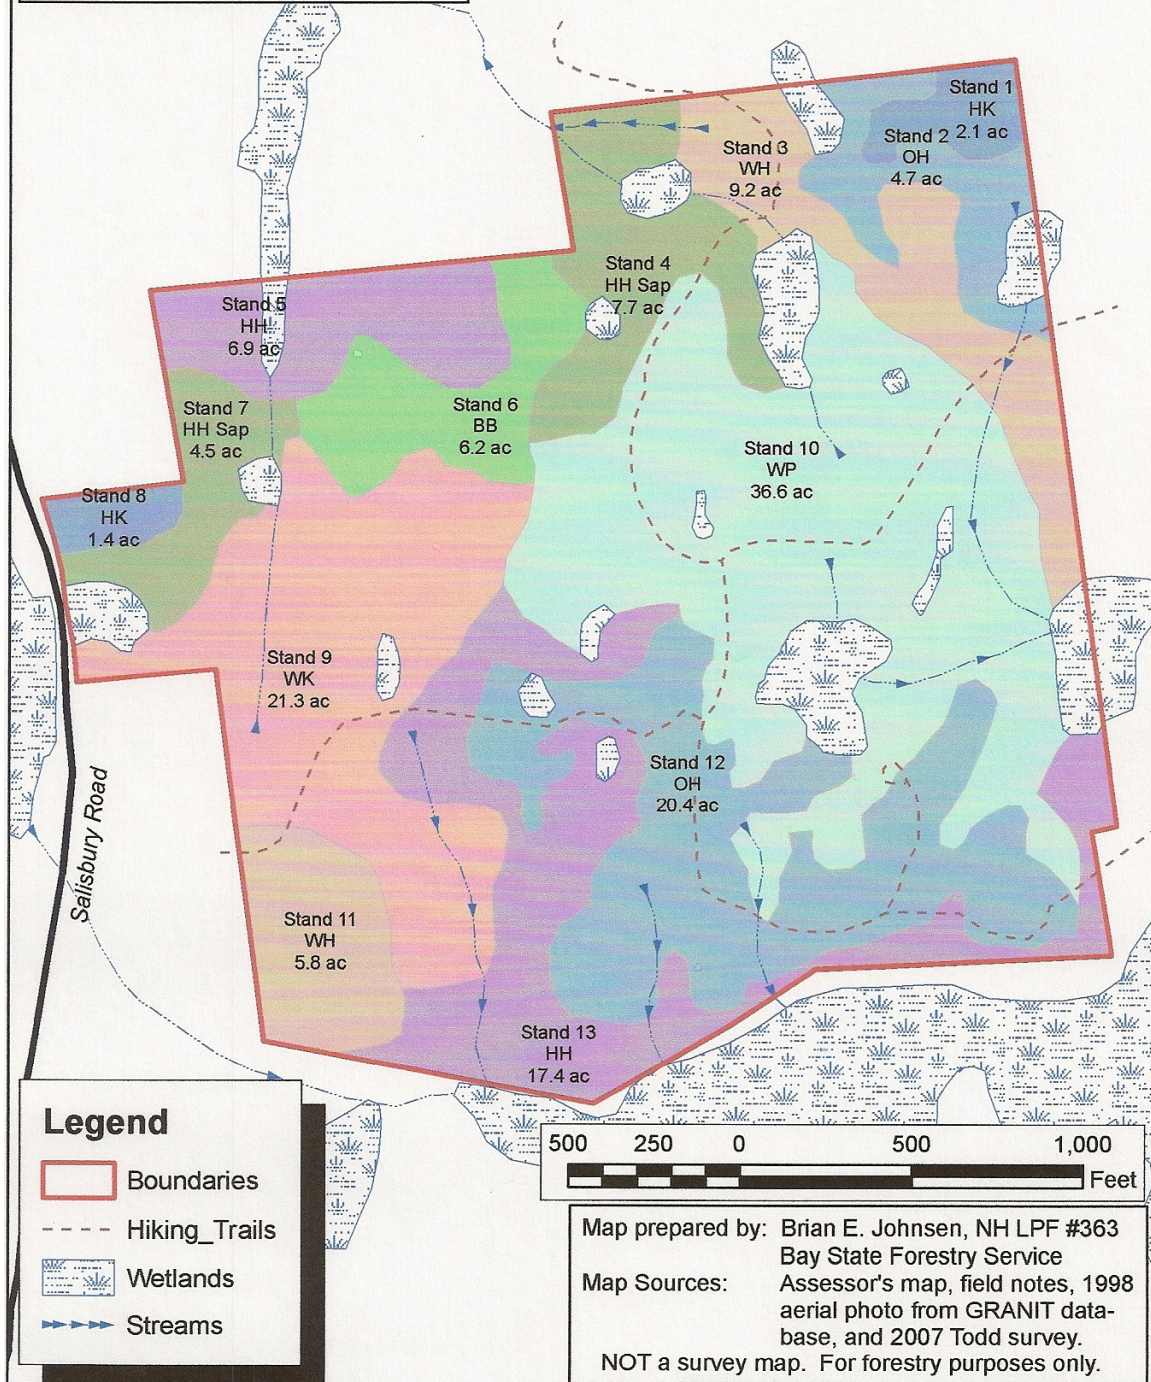 Stand 1
HK
2.1 ac
Stand 2
OH
4.7 ac
Stand 3
WH
9.2 ac
Stand 4
HH Sap
7.7 ac
Stand 5
HH
6.9 ac
Stand 6
BB
6.2 ac
Stand 7
HH Sap
4.5 ac
Stand 8
HK
1.4 ac
Stand 10
WP
36.6 ac
Stand 9
WK
21.3 ac
Stand 12
OH
20.4 ac
Stand 11
WH
5.8 ac
Stand 13
HH
17.4 ac
Salisbury Road
Legend
Boundaries
Hiking_Trails
Wetlands
Streams
500 250 0 500 1,000
Feet
Map prepared by: Brian E. Johnsen, NH LPF #363
Bay State Forestry Service
Map Sources: Assessor's map, field notes, 1998
aerial photo from GRANIT data-
base, and 2007 Todd survey.
NOT a survey map. For forestry purposes only.